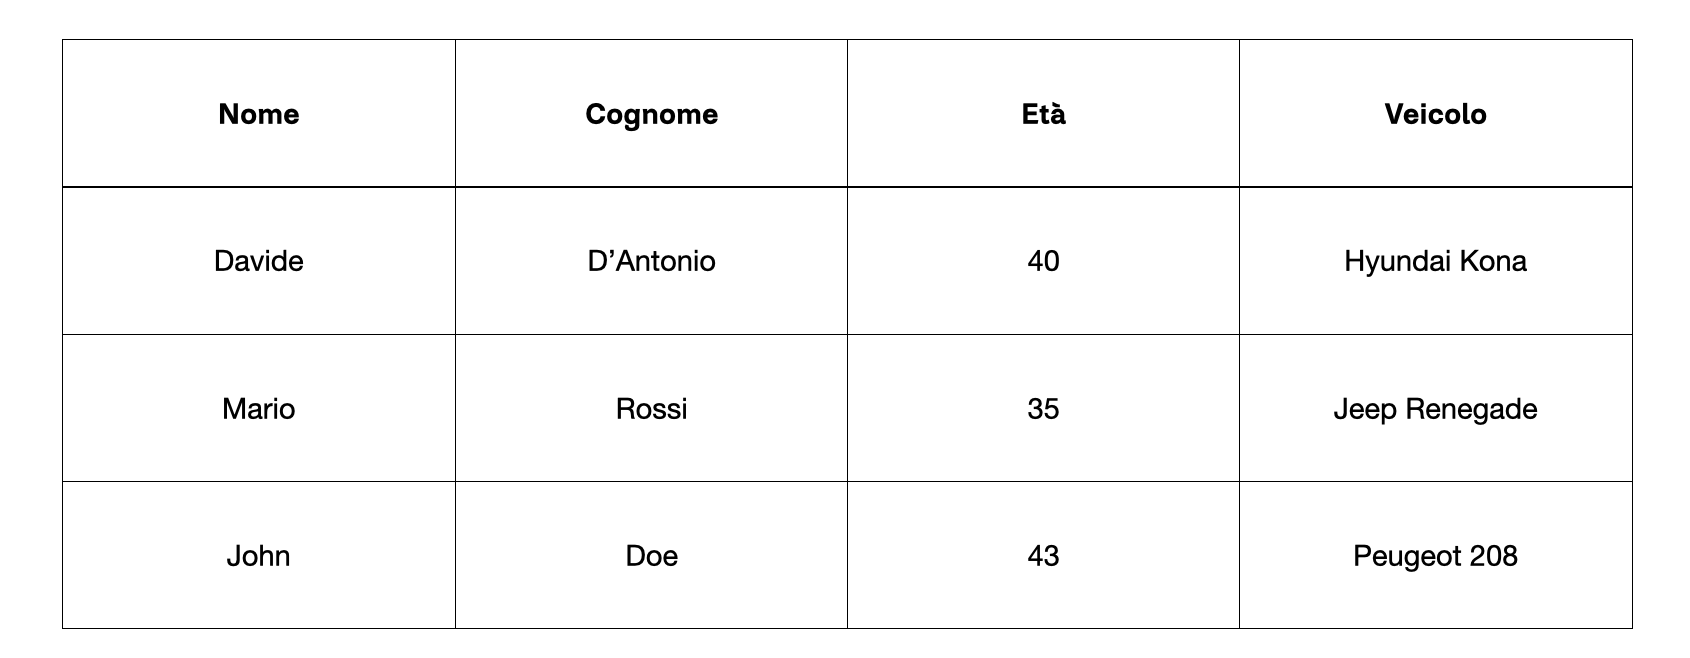 Nome Cognome Età Veicolo
Davide D’Antonio 40 Hyundai Kona
Mario Rossi 35 Jeep Renegade
John Doe 43 Peugeot 208